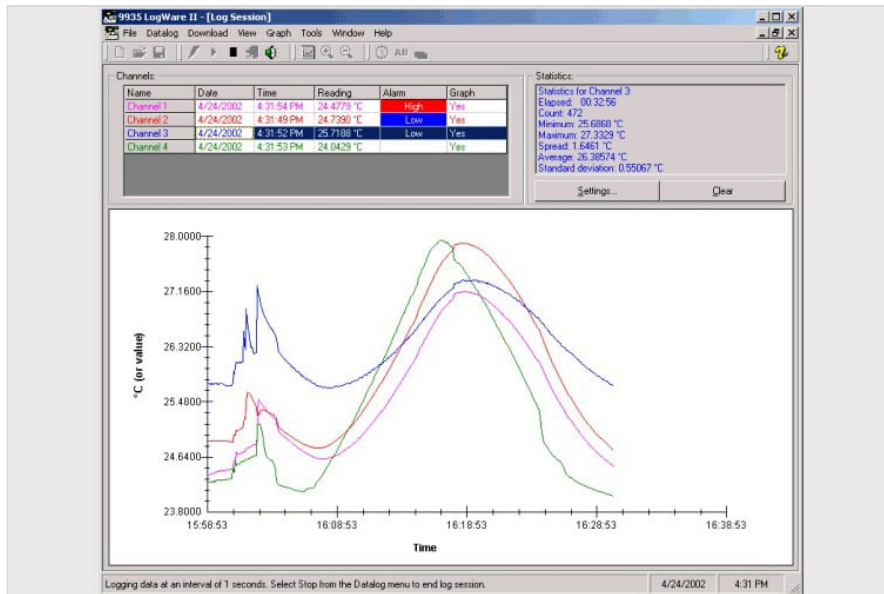 9935 LogWare II - [Log Session]
File Datalog Download View Graph Tools Window Help
AB
Channels:
Name Date Time Reading Alarm Graph
Channel 1 4/24/2002 4:31:54 PM 24.4779 °C High Yes
Channel 2 4/24/2002 4:31:49 PM 24.7390 °C Low Yes
Channel 3 4/24/2002 4:31:52 PM 25.7188 °C Low Yes
Channel 4 4/24/2002 4:31:53 PM 24.0429 °C Yes
Statistics:
Statistics for Channel 3:
Elapsed: 00:32:56
Count: 472
Minimum: 25.6868 °C
Maximum: 27.3329 °C
Spread: 1.6461 °C
Average: 26.38574 °C
Standard deviation: 0.55067 °C
Settings... Clear
28.0000
27.1600
26.3200
25.4800
24.6400
23.8000
°C (or value)
15:58:53 16:08:53 16:18:53 16:28:53 16:38:53
Time
Logging data at an interval of 1 seconds. Select Stop from the Datalog menu to end log session. 4/24/2002 4:31 PM